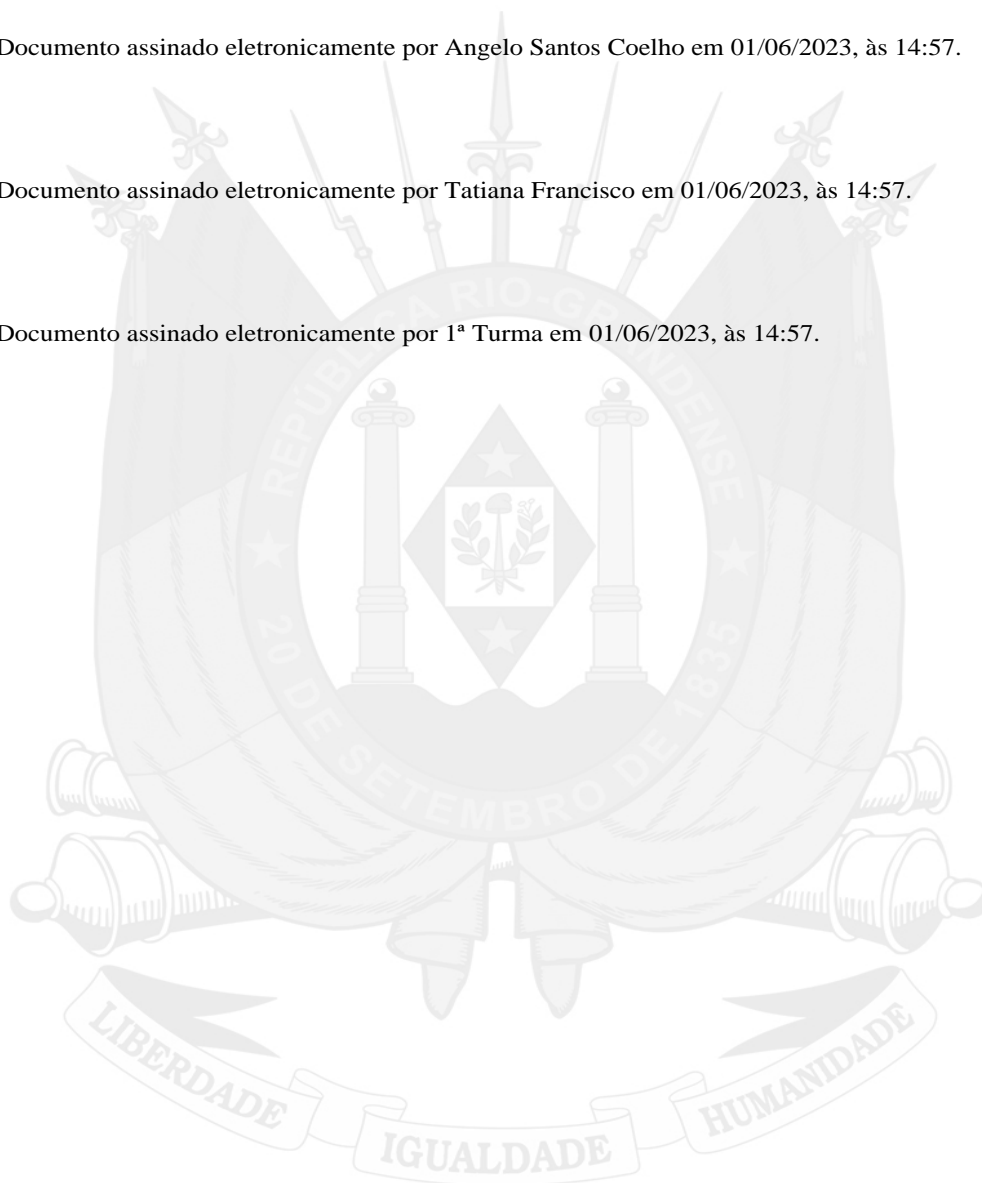 Documento assinado eletronicamente por Angelo Santos Coelho em 01/06/2023, às 14:57.
Documento assinado eletronicamente por Tatiana Francisco em 01/06/2023, às 14:57.
Documento assinado eletronicamente por 1ª Turma em 01/06/2023, às 14:57.
REPÚBLICA RIO-GRANDENSE
20 DE SETEMBRO DE 1835
LIBERDADE
IGUALDADE
HUMANIDADE